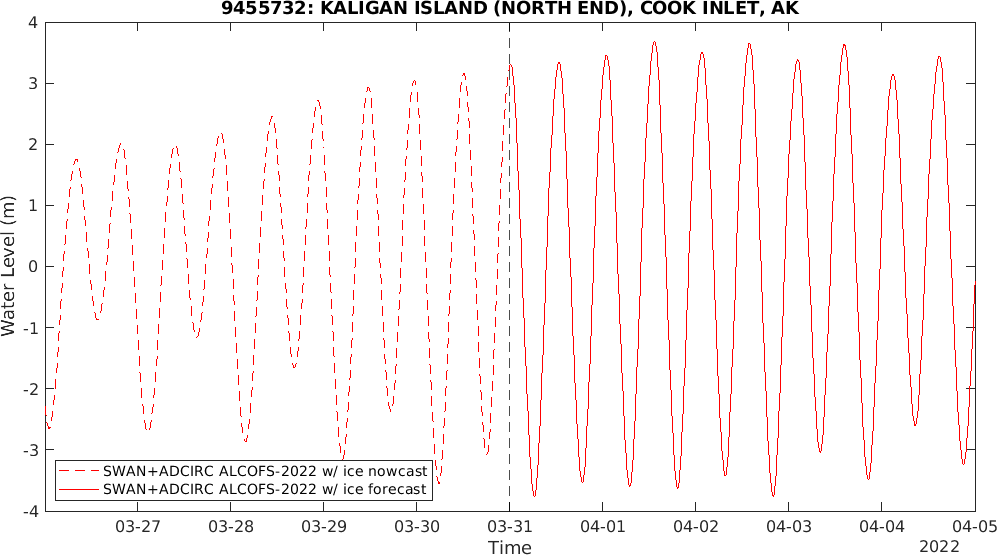 9455732: KALIGAN ISLAND (NORTH END), COOK INLET, AK
4
3
2
1
0
-1
-2
-3
-4
Water Level (m)
SWAN+ADCIRC ALCOFS-2022 w/ ice nowcast
SWAN+ADCIRC ALCOFS-2022 w/ ice forecast
03-27 03-28 03-29 03-30 03-31 04-01 04-02 04-03 04-04 04-05
Time
2022